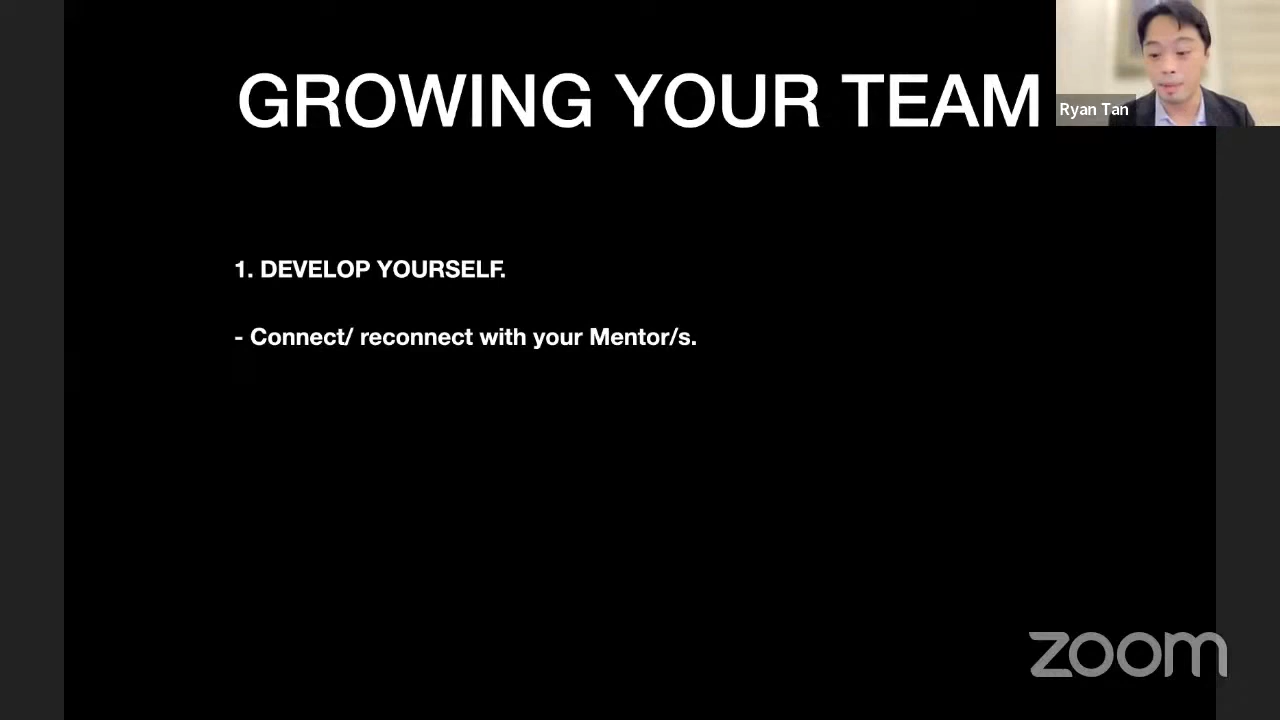 GROWING YOUR TEAM
Ryan Tan
1. DEVELOP YOURSELF.
- Connect/ reconnect with your Mentor/s.
zoom